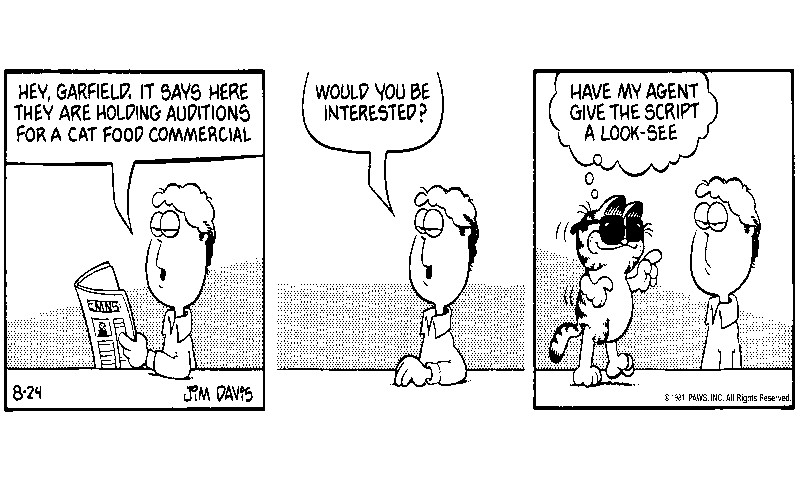 HEY, GARFIELD. IT SAYS HERE
THEY ARE HOLDING AUDITIONS
FOR A CAT FOOD COMMERCIAL
8-24
JIM DAVIS
WOULD YOU BE
INTERESTED?
HAVE MY AGENT
GIVE THE SCRIPT
A LOOK-SEE
© 1981 PAWS, INC. All Rights Reserved.